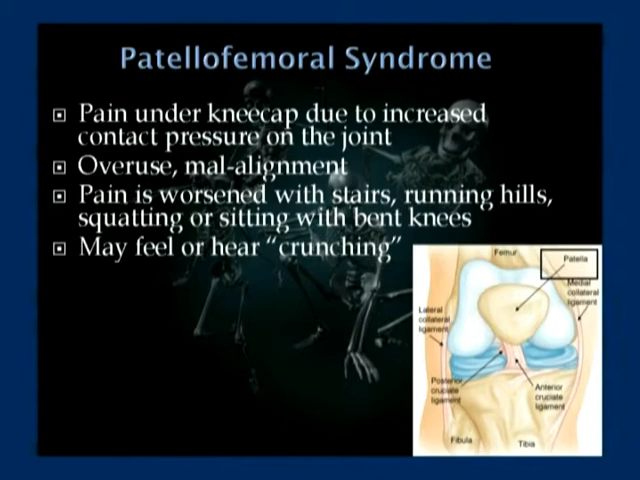 Patellofemoral Syndrome
Pain under kneecap due to increased
contact pressure on the joint
Overuse, mal-alignment
Pain is worsened with stairs, running hills,
squatting or sitting with bent knees
May feel or hear “crunching”
Femur
Patella
Medial
collateral
ligament
Lateral
collateral
ligament
Posterior
cruciate
ligament
Anterior
cruciate
ligament
Fibula
Tibia